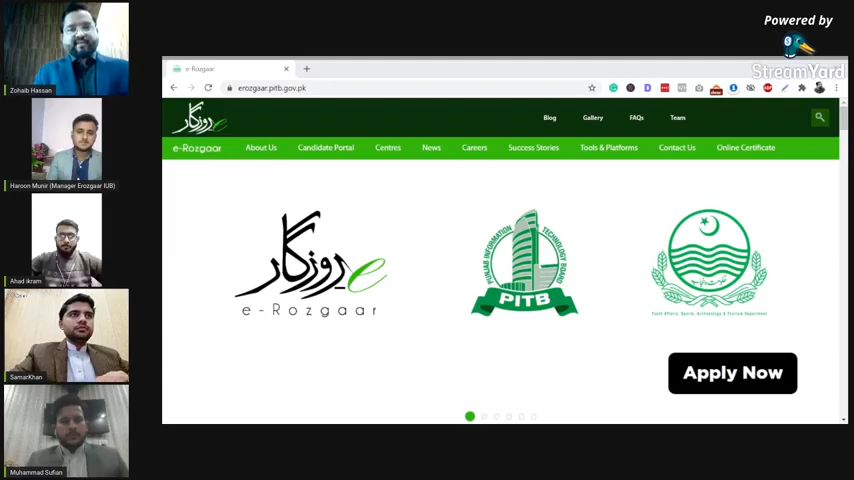 Powered by
StreamYard
Zohaib Hassan
Haroon Munir (Manager Erozgaar IUB)
Ahad ikram
SamarKhan
Muhammad Sufian
e-Rozgaar
erozgaar.pitb.gov.pk
e روزگار
Blog Gallery FAQs Team
e-Rozgaar About Us Candidate Portal Centres News Careers Success Stories Tools & Platforms Contact Us Online Certificate
e روزگار
e-Rozgaar
PUNJAB INFORMATION TECHNOLOGY BOARD
PITB
حکومت پنجاب
Youth Affairs, Sports, Archaeology & Tourism Department
Apply Now